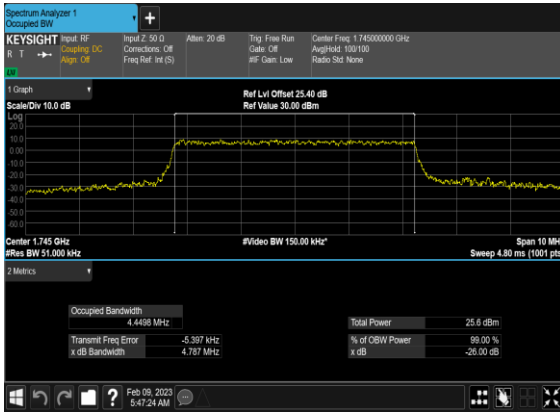 Spectrum Analyzer 1
Occupied BW
+
KEYSIGHT Input: RF Input Z: 50 Ω Atten: 20 dB Trig: Free Run Center Freq: 1.745000000 GHz
R T Coupling: DC Corrections: Off Gate: Off Avg|Hold: 100/100
Align: Off Freq Ref: Int (S) #IF Gain: Low Radio Std: None
1 Graph Ref Lvl Offset 25.40 dB
Scale/Div 10.0 dB Ref Value 30.00 dBm
Log
20.0
10.0
0.00
-10.0
-20.0
-30.0
-40.0
-50.0
-60.0
Center 1.745 GHz #Video BW 150.00 kHz* Span 10 MH
#Res BW 51.000 kHz Sweep 4.80 ms (1001 pts
2 Metrics
Occupied Bandwidth
4.4498 MHz Total Power 25.6 dBm
Transmit Freq Error -5.397 kHz % of OBW Power 99.00 %
x dB Bandwidth 4.787 MHz x dB -26.00 dB
? Feb 09, 2023
5:47:24 AM